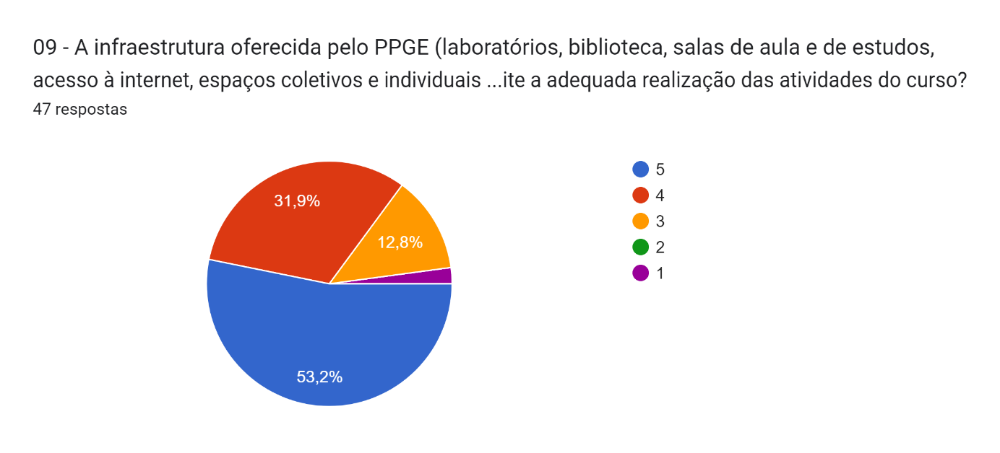 09 - A infraestrutura oferecida pelo PPGE (laboratórios, biblioteca, salas de aula e de estudos,
acesso à internet, espaços coletivos e individuais ...ite a adequada realização das atividades do curso?
47 respostas
31,9%
12,8%
53,2%
5
4
3
2
1